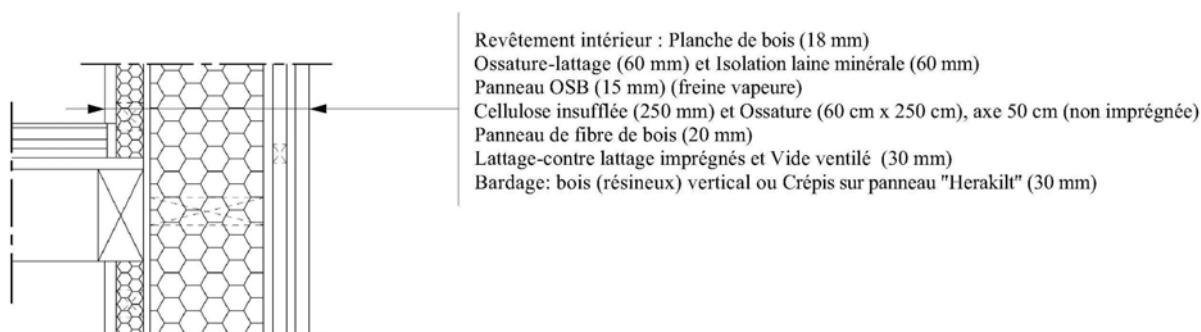 Revêtement intérieur : Planche de bois (18 mm)
Ossature-lattage (60 mm) et Isolation laine minérale (60 mm)
Panneau OSB (15 mm) (freine vapeure)
Cellulose insufflée (250 mm) et Ossature (60 cm x 250 cm), axe 50 cm (non imprégnée)
Panneau de fibre de bois (20 mm)
Lattage-contre lattage imprégnés et Vide ventilé (30 mm)
Bardage: bois (résineux) vertical ou Crépis sur panneau "Herakilt" (30 mm)